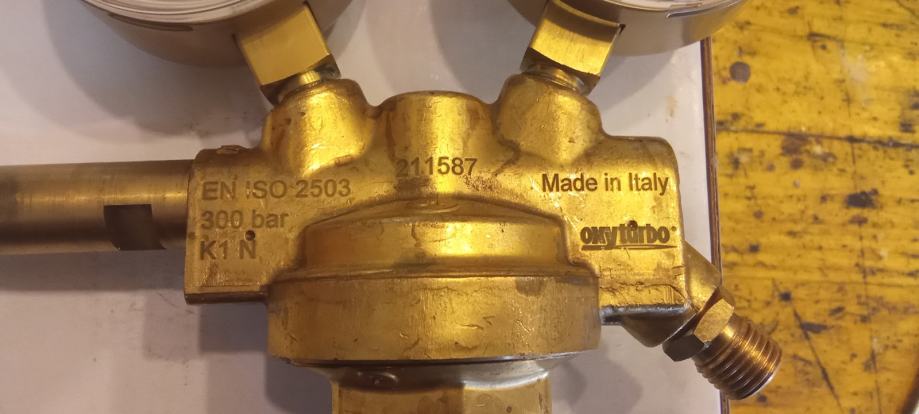 EN ISO 2503
300 bar
K1 N
211587
Made in Italy
oxyturbo